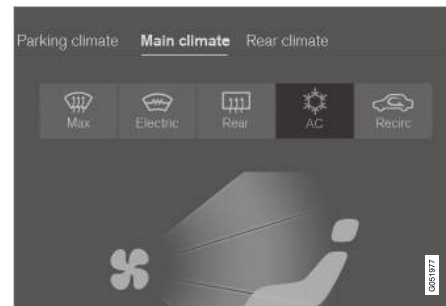 Parking climate Main climate Rear climate
Max Electric Rear AC Recirc
G051977